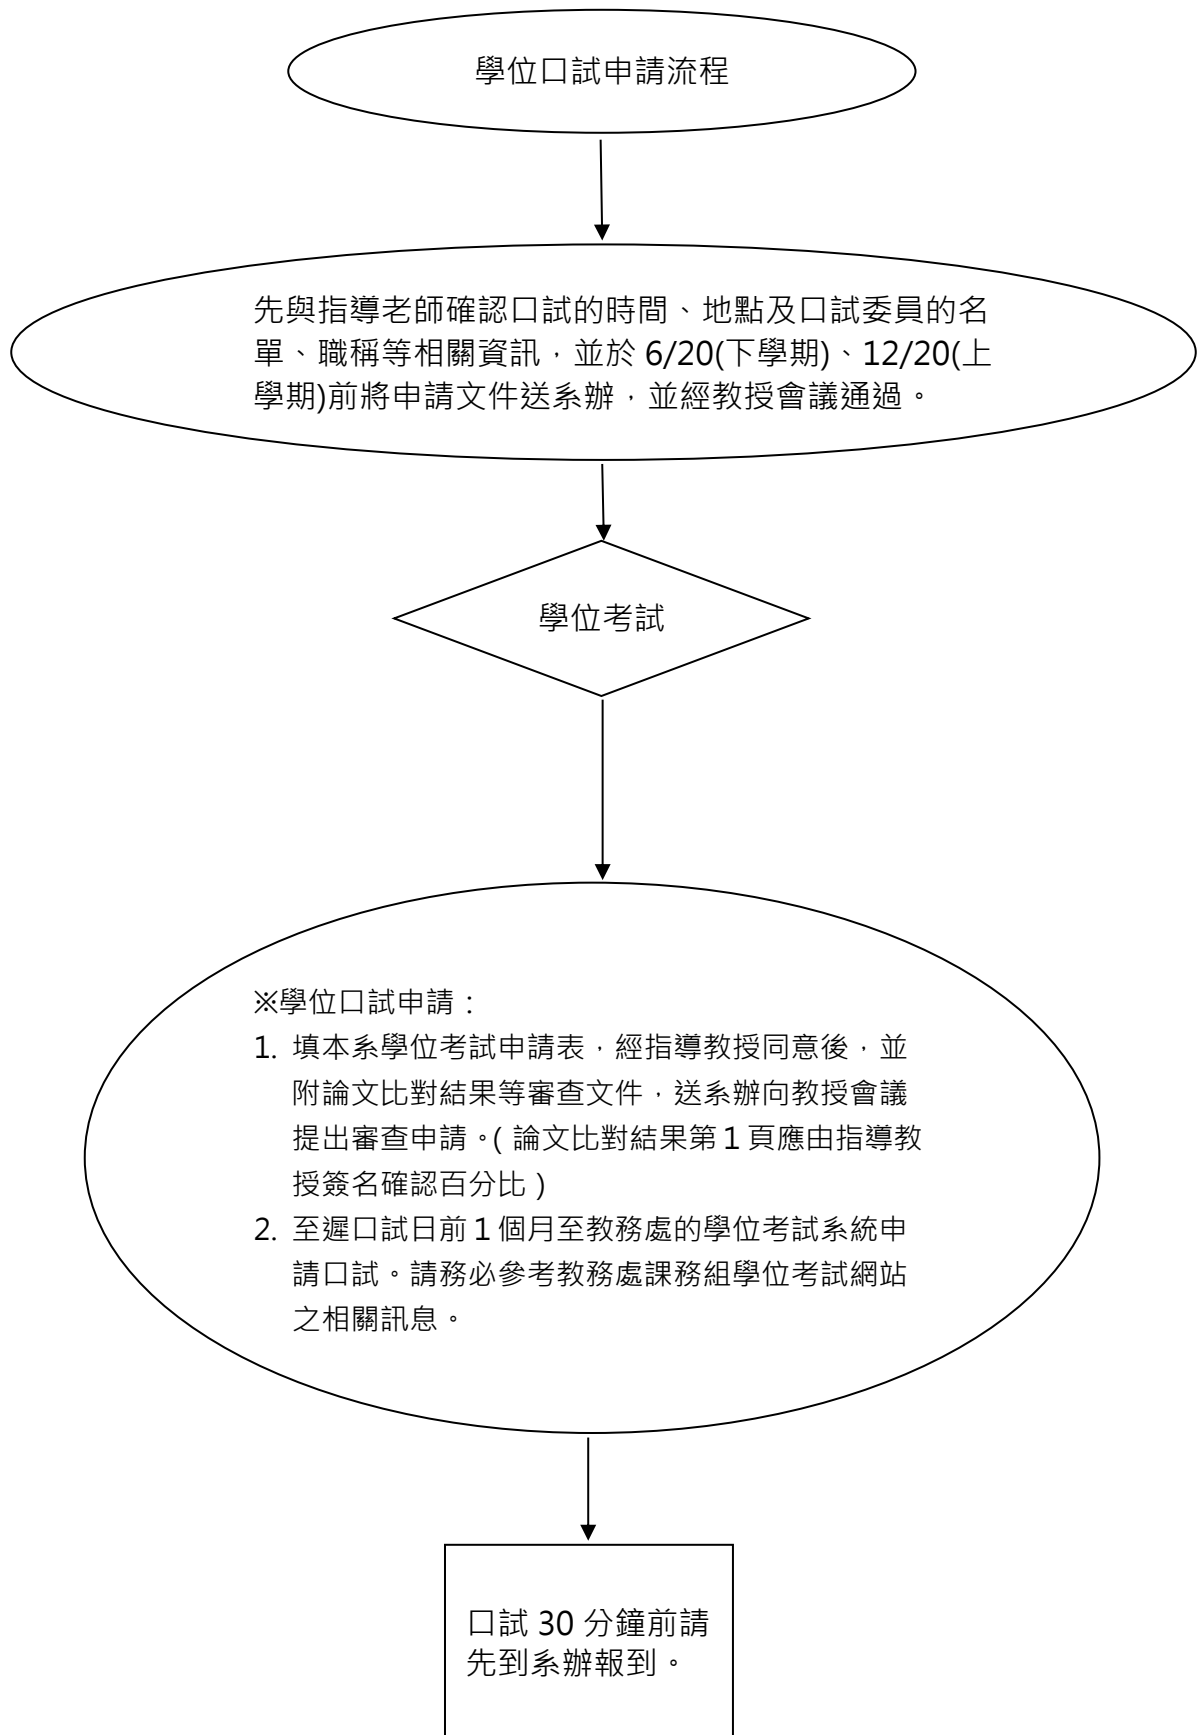 學位口試申請流程
先與指導老師確認口試的時間、地點及口試委員的名
單、職稱等相關資訊，並於 6/20(下學期)、12/20(上
學期)前將申請文件送系辦，並經教授會議通過。
學位考試
※學位口試申請：
1. 填本系學位考試申請表，經指導教授同意後，並
附論文比對結果等審查文件，送系辦向教授會議
提出審查申請。(論文比對結果第 1 頁應由指導教
授簽名確認百分比)
2. 至遲口試日前 1 個月至教務處的學位考試系統申
請口試。請務必參考教務處課務組學位考試網站
之相關訊息。
口試 30 分鐘前請
先到系辦報到。